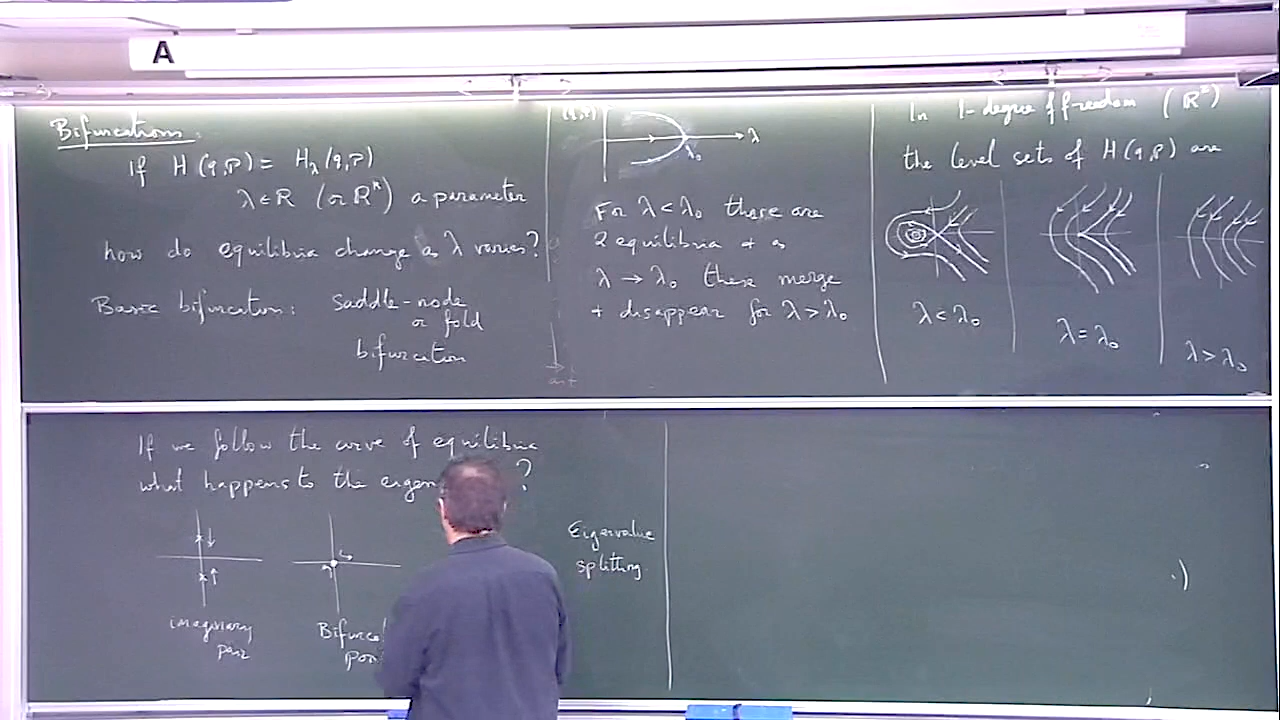 A
Bifurcations:
If H(q,p) = H_λ(q,p)
λ ∈ ℝ (or ℝᵏ) a parameter
how do equilibria change as λ varies?
Basic bifurcation: saddle-node
or fold
bifurcation
λ
λ₀
For λ < λ₀ there are
2 equilibria + as
λ → λ₀ these merge
+ disappear for λ > λ₀
In 1-degree of freedom (ℝ²)
the level sets of H(q,p) are
λ < λ₀
λ = λ₀
λ > λ₀
If we follow the curve of equilibria
what happens to the eigen ?
imaginary
pair
Eigenvalue
splitting